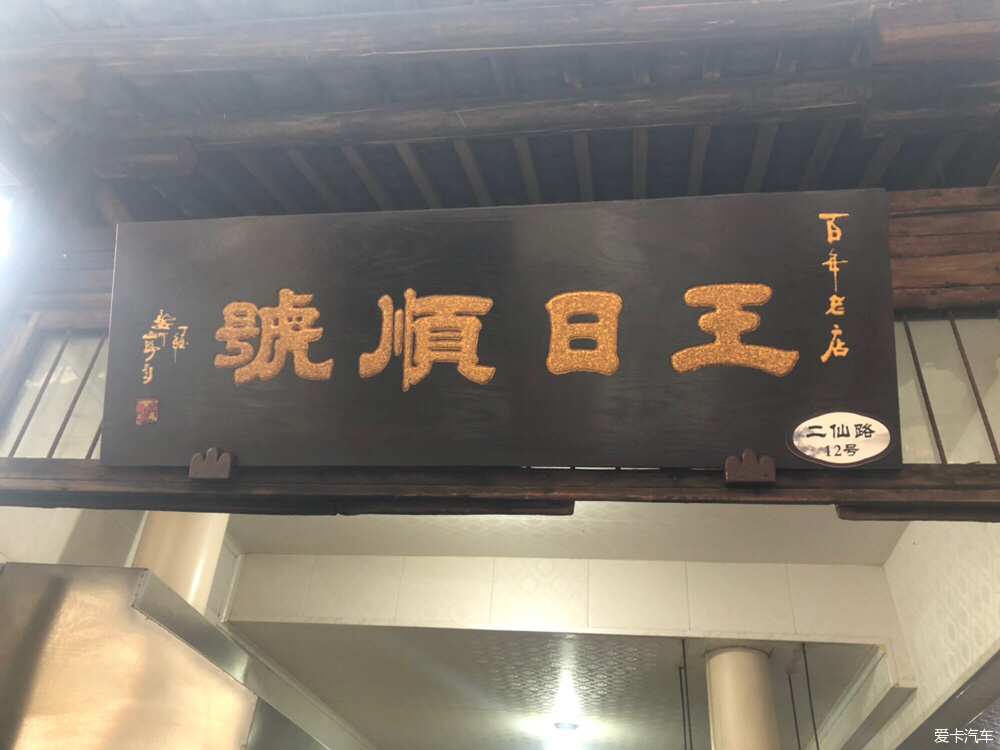 百年老店
王日順號
二仙路
12号
爱卡汽车